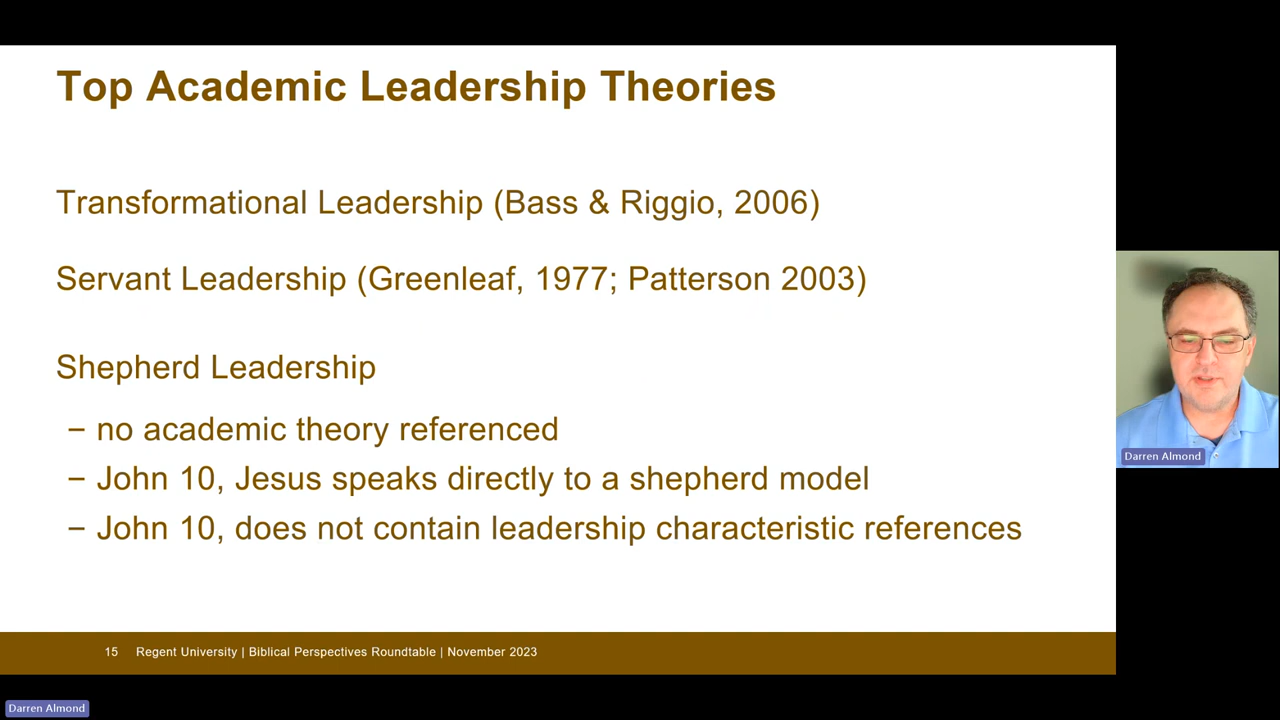 Top Academic Leadership Theories
Transformational Leadership (Bass & Riggio, 2006)
Servant Leadership (Greenleaf, 1977; Patterson 2003)
Shepherd Leadership
– no academic theory referenced
– John 10, Jesus speaks directly to a shepherd model
– John 10, does not contain leadership characteristic references
15 Regent University | Biblical Perspectives Roundtable | November 2023
Darren Almond
Darren Almond